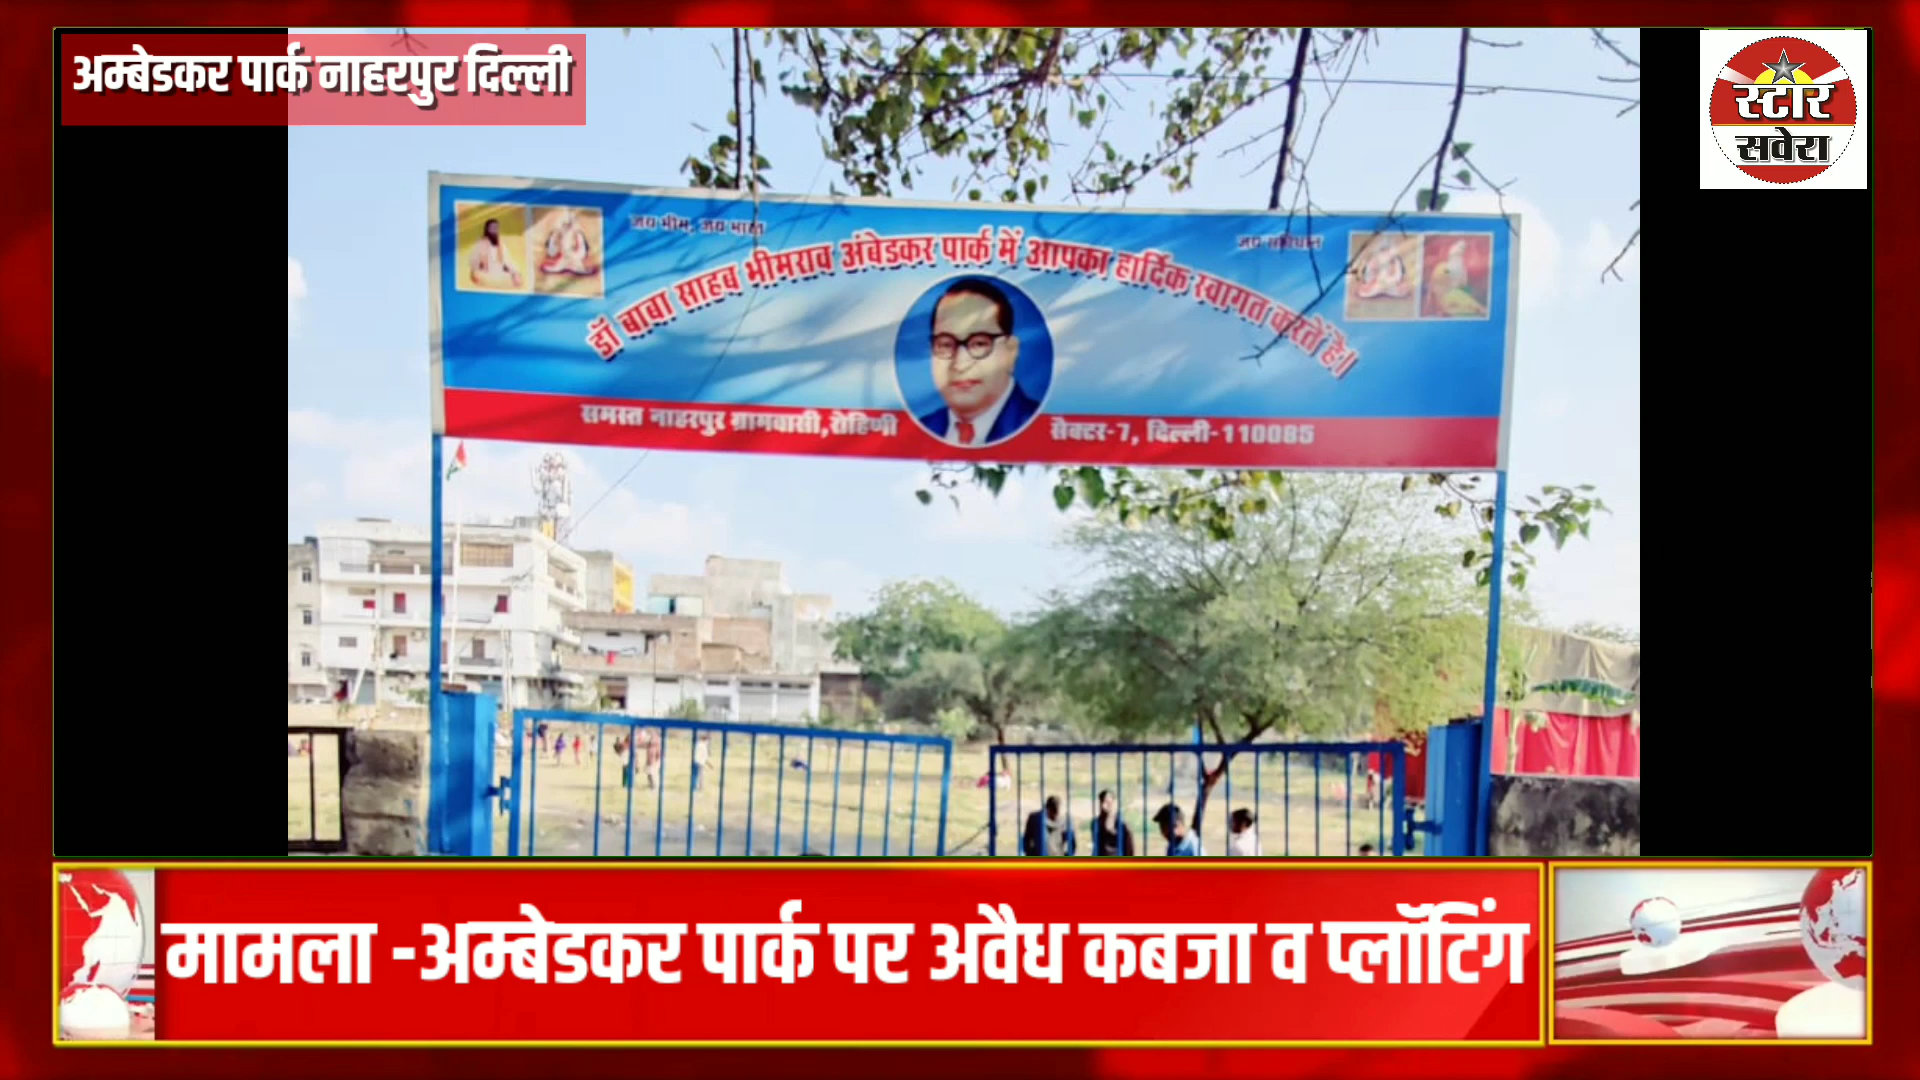 अम्बेडकर पार्क नाहरपुर दिल्ली
स्टार
सवेरा
जय भीम, जय भारत
जय संविधान
डॉ बाबा साहब भीमराव अंबेडकर पार्क में आपका हार्दिक स्वागत करतें है।।
समस्त नाहरपुर ग्रामवासी, रोहिणी सैक्टर-7, दिल्ली-110085
मामला -अम्बेडकर पार्क पर अवैध कबजा व प्लॉटिंग